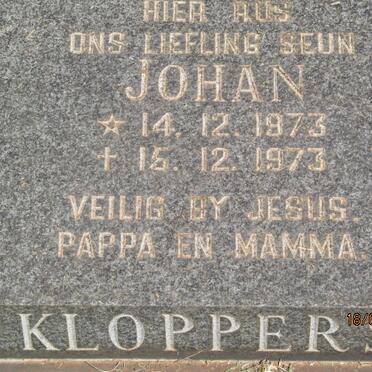 HIER RUS
ONS LIEFLING SEUN
JOHAN
☆ 14. 12. 1973
✝ 15. 12. 1973
VEILIG BY JESUS.
PAPPA EN MAMMA.
KLOPPERS
18/